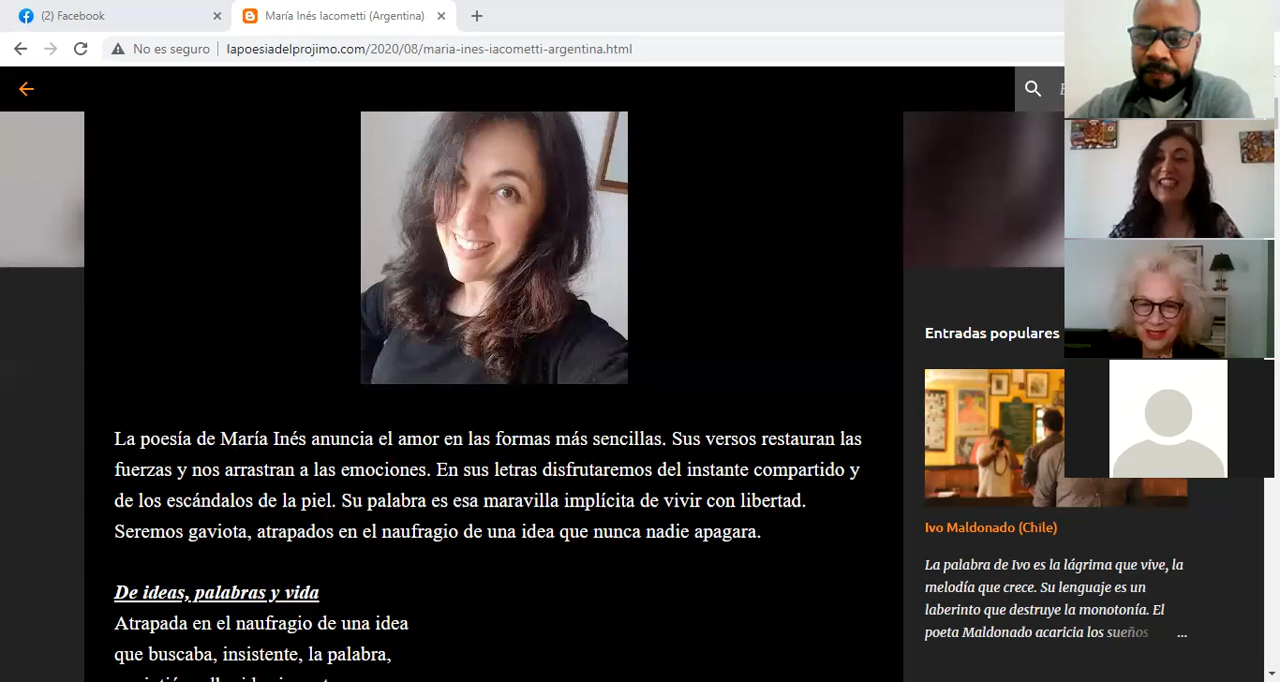 (2) Facebook
María Inés Iacometti (Argentina)
No es seguro
lapoesiadelprojimo.com/2020/08/maria-ines-iacometti-argentina.html
La poesía de María Inés anuncia el amor en las formas más sencillas. Sus versos restauran las
fuerzas y nos arrastran a las emociones. En sus letras disfrutaremos del instante compartido y
de los escándalos de la piel. Su palabra es esa maravilla implícita de vivir con libertad.
Seremos gaviota, atrapados en el naufragio de una idea que nunca nadie apagara.
De ideas, palabras y vida
Atrapada en el naufragio de una idea
que buscaba, insistente, la palabra,
Entradas populares
Ivo Maldonado (Chile)
La palabra de Ivo es la lágrima que vive, la
melodía que crece. Su lenguaje es un
laberinto que destruye la monotonía. El
poeta Maldonado acaricia los sueños ...